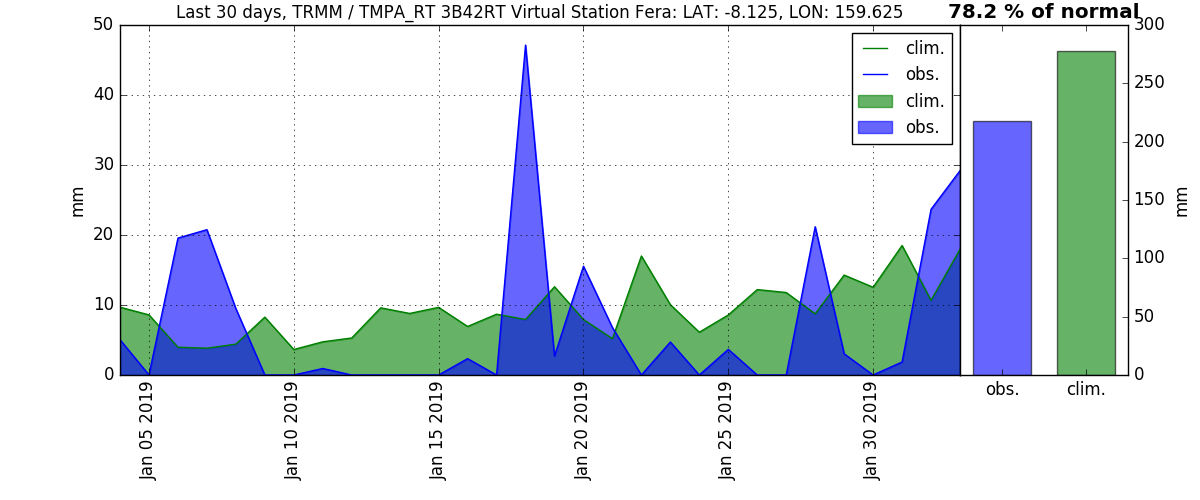 Last 30 days, TRMM / TMPA_RT 3B42RT Virtual Station Fera: LAT: -8.125, LON: 159.625
78.2 % of normal
50
40
30
20
10
0
mm
clim.
obs.
clim.
obs.
Jan 05 2019
Jan 10 2019
Jan 15 2019
Jan 20 2019
Jan 25 2019
Jan 30 2019
300
250
200
150
100
50
0
mm
obs.
clim.